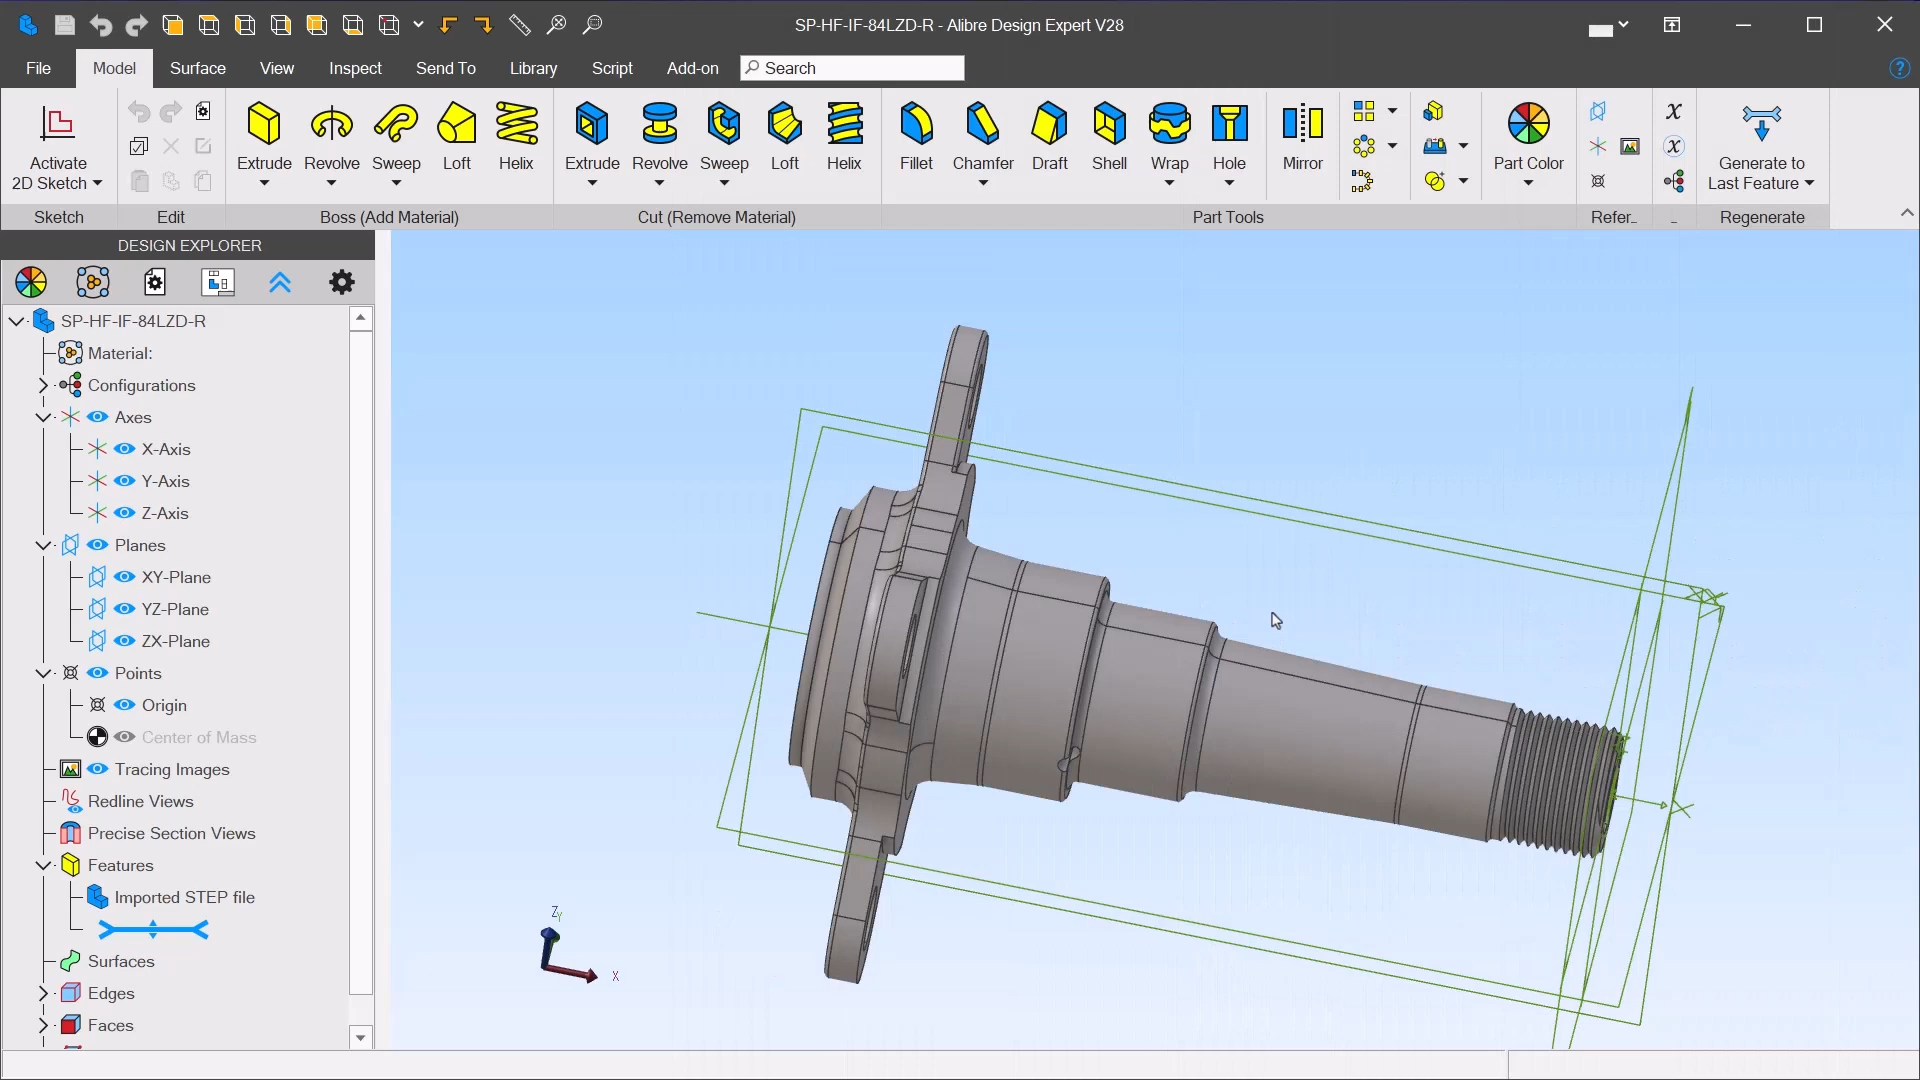 SP-HF-IF-84LZD-R - Alibre Design Expert V28
File Model Surface View Inspect Send To Library Script Add-on Search
Activate 2D Sketch
Extrude Revolve Sweep Loft Helix
Extrude Revolve Sweep Loft Helix
Fillet Chamfer Draft Shell Wrap Hole Mirror
Part Color
Generate to Last Feature
Sketch Edit Boss (Add Material) Cut (Remove Material) Part Tools Refer... ... Regenerate
DESIGN EXPLORER
SP-HF-IF-84LZD-R
Material:
Configurations
Axes
X-Axis
Y-Axis
Z-Axis
Planes
XY-Plane
YZ-Plane
ZX-Plane
Points
Origin
Center of Mass
Tracing Images
Redline Views
Precise Section Views
Features
Imported STEP file
Surfaces
Edges
Faces
Z
Y
X